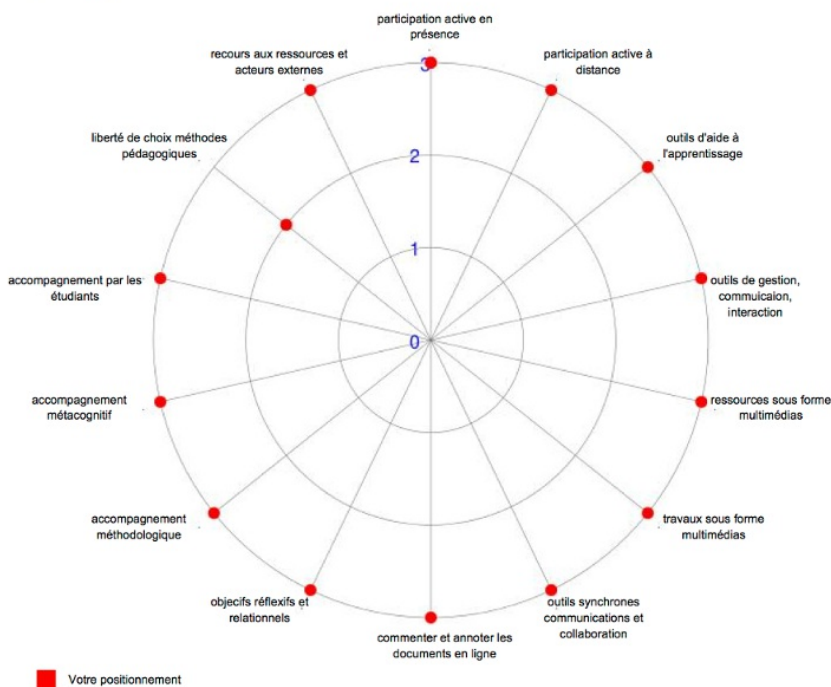 participation active en
présence
participation active à
distance
outils d'aide à
l'apprentissage
outils de gestion,
commuicaion,
interaction
ressources sous forme
multimédias
travaux sous forme
multimédias
outils synchrones
communications et
collaboration
commenter et annoter les
documents en ligne
objecifs réflexifs et
relationnels
accompagnement
méthodologique
accompagnement
métacognitif
accompagnement par les
étudiants
liberté de choix méthodes
pédagogiques
recours aux ressources et
acteurs externes
3
2
1
0
Votre positionnement